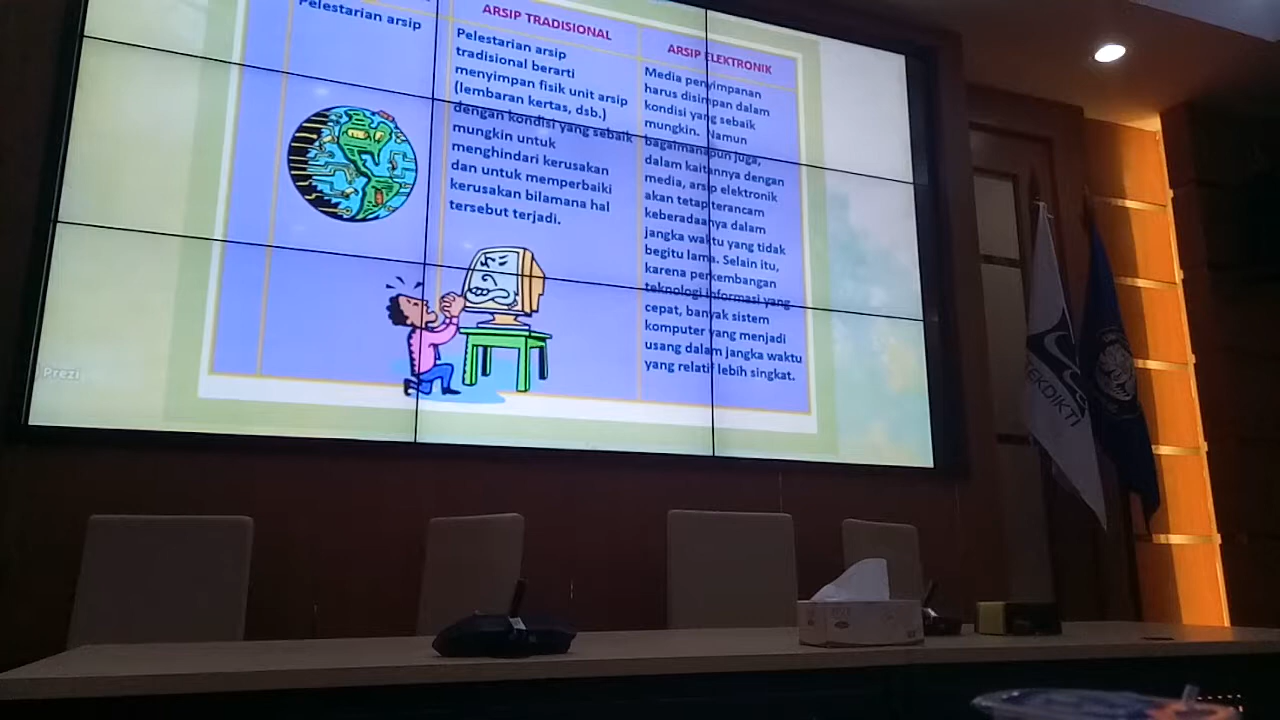 Pelestarian arsip
ARSIP TRADISIONAL
Pelestarian arsip
tradisional berarti
menyimpan fisik unit arsip
(lembaran kertas, dsb.)
dengan kondisi yang sebaik
mungkin untuk
menghindari kerusakan
dan untuk memperbaiki
kerusakan bilamana hal
tersebut terjadi.
ARSIP ELEKTRONIK
Media penyimpanan
harus disimpan dalam
kondisi yang sebaik
mungkin. Namun
bagaimanapun juga,
dalam kaitannya dengan
media, arsip elektronik
akan tetap terancam
keberadaanya dalam
jangka waktu yang tidak
begitu lama. Selain itu,
karena perkembangan
teknologi informasi yang
cepat, banyak sistem
komputer yang menjadi
usang dalam jangka waktu
yang relatif lebih singkat.
Prezi
EKDIKTI